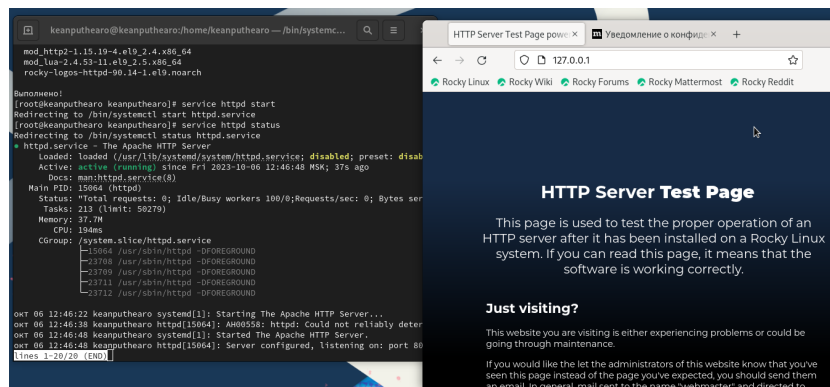 keanputhearo@keanputhearo:/home/keanputhearo — /bin/systemc...
mod_http2-1.15.19-4.el9_2.4.x86_64
mod_lua-2.4.53-11.el9_2.5.x86_64
rocky-logos-httpd-90.14-1.el9.noarch
Выполнено!
[root@keanputhearo keanputhearo]# service httpd start
Redirecting to /bin/systemctl start httpd.service
[root@keanputhearo keanputhearo]# service httpd status
Redirecting to /bin/systemctl status httpd.service
● httpd.service - The Apache HTTP Server
Loaded: loaded (/usr/lib/systemd/system/httpd.service; disabled; preset: disab
Active: active (running) since Fri 2023-10-06 12:46:48 MSK; 37s ago
Docs: man:httpd.service(8)
Main PID: 15064 (httpd)
Status: "Total requests: 0; Idle/Busy workers 100/0;Requests/sec: 0; Bytes ser
Tasks: 213 (limit: 50279)
Memory: 37.7M
CPU: 194ms
CGroup: /system.slice/httpd.service
├─15064 /usr/sbin/httpd -DFOREGROUND
├─23708 /usr/sbin/httpd -DFOREGROUND
├─23709 /usr/sbin/httpd -DFOREGROUND
├─23711 /usr/sbin/httpd -DFOREGROUND
└─23712 /usr/sbin/httpd -DFOREGROUND
окт 06 12:46:22 keanputhearo systemd[1]: Starting The Apache HTTP Server...
окт 06 12:46:38 keanputhearo httpd[15064]: AH00558: httpd: Could not reliably deter
окт 06 12:46:48 keanputhearo systemd[1]: Started The Apache HTTP Server.
окт 06 12:46:48 keanputhearo httpd[15064]: Server configured, listening on: port 80
lines 1-20/20 (END)
HTTP Server Test Page powe
m Уведомление о конфиде
127.0.0.1
Rocky Linux Rocky Wiki Rocky Forums Rocky Mattermost Rocky Reddit
HTTP Server Test Page
This page is used to test the proper operation of an
HTTP server after it has been installed on a Rocky Linux
system. If you can read this page, it means that the
software is working correctly.
Just visiting?
This website you are visiting is either experiencing problems or could be
going through maintenance.
If you would like the let the administrators of this website know that you've
seen this page instead of the page you've expected, you should send them
an email. In general, mail sent to the name "webmaster" and directed to